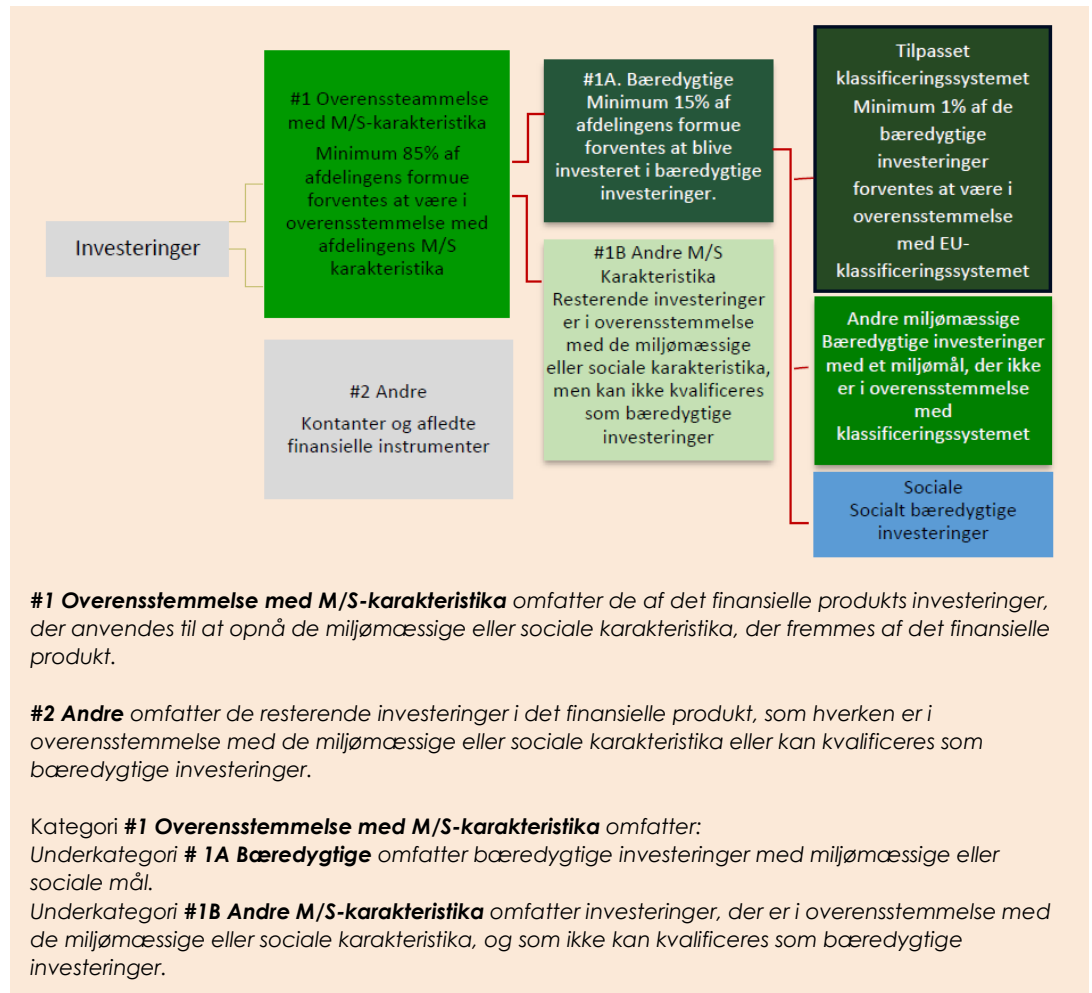 Investeringer
#1 Overenssteammelse
med M/S-karakteristika
Minimum 85% af
afdelingens formue
forventes at være i
overensstemmelse med
afdelingens M/S
karakteristika
#2 Andre
Kontanter og afledte
finansielle instrumenter
#1A. Bæredygtige
Minimum 15% af
afdelingens formue
forventes at blive
investeret i bæredygtige
investeringer.
#1B Andre M/S
Karakteristika
Resterende investeringer
er i overensstemmelse
med de miljømæssige
eller sociale karakteristika,
men kan ikke kvalificeres
som bæredygtige
investeringer
Tilpasset
klassificeringssystemet
Minimum 1% af de
bæredygtige
investeringer
forventes at være i
overensstemmelse
med EU-
klassificeringssystemet
Andre miljømæssige
Bæredygtige investeringer
med et miljømål, der ikke
er i overensstemmelse
med
klassificeringssystemet
Sociale
Socialt bæredygtige
investeringer
#1 Overensstemmelse med M/S-karakteristika omfatter de af det finansielle produkts investeringer,
der anvendes til at opnå de miljømæssige eller sociale karakteristika, der fremmes af det finansielle
produkt.
#2 Andre omfatter de resterende investeringer i det finansielle produkt, som hverken er i
overensstemmelse med de miljømæssige eller sociale karakteristika eller kan kvalificeres som
bæredygtige investeringer.
Kategori #1 Overensstemmelse med M/S-karakteristika omfatter:
Underkategori # 1A Bæredygtige omfatter bæredygtige investeringer med miljømæssige eller
sociale mål.
Underkategori #1B Andre M/S-karakteristika omfatter investeringer, der er i overensstemmelse med
de miljømæssige eller sociale karakteristika, og som ikke kan kvalificeres som bæredygtige
investeringer.